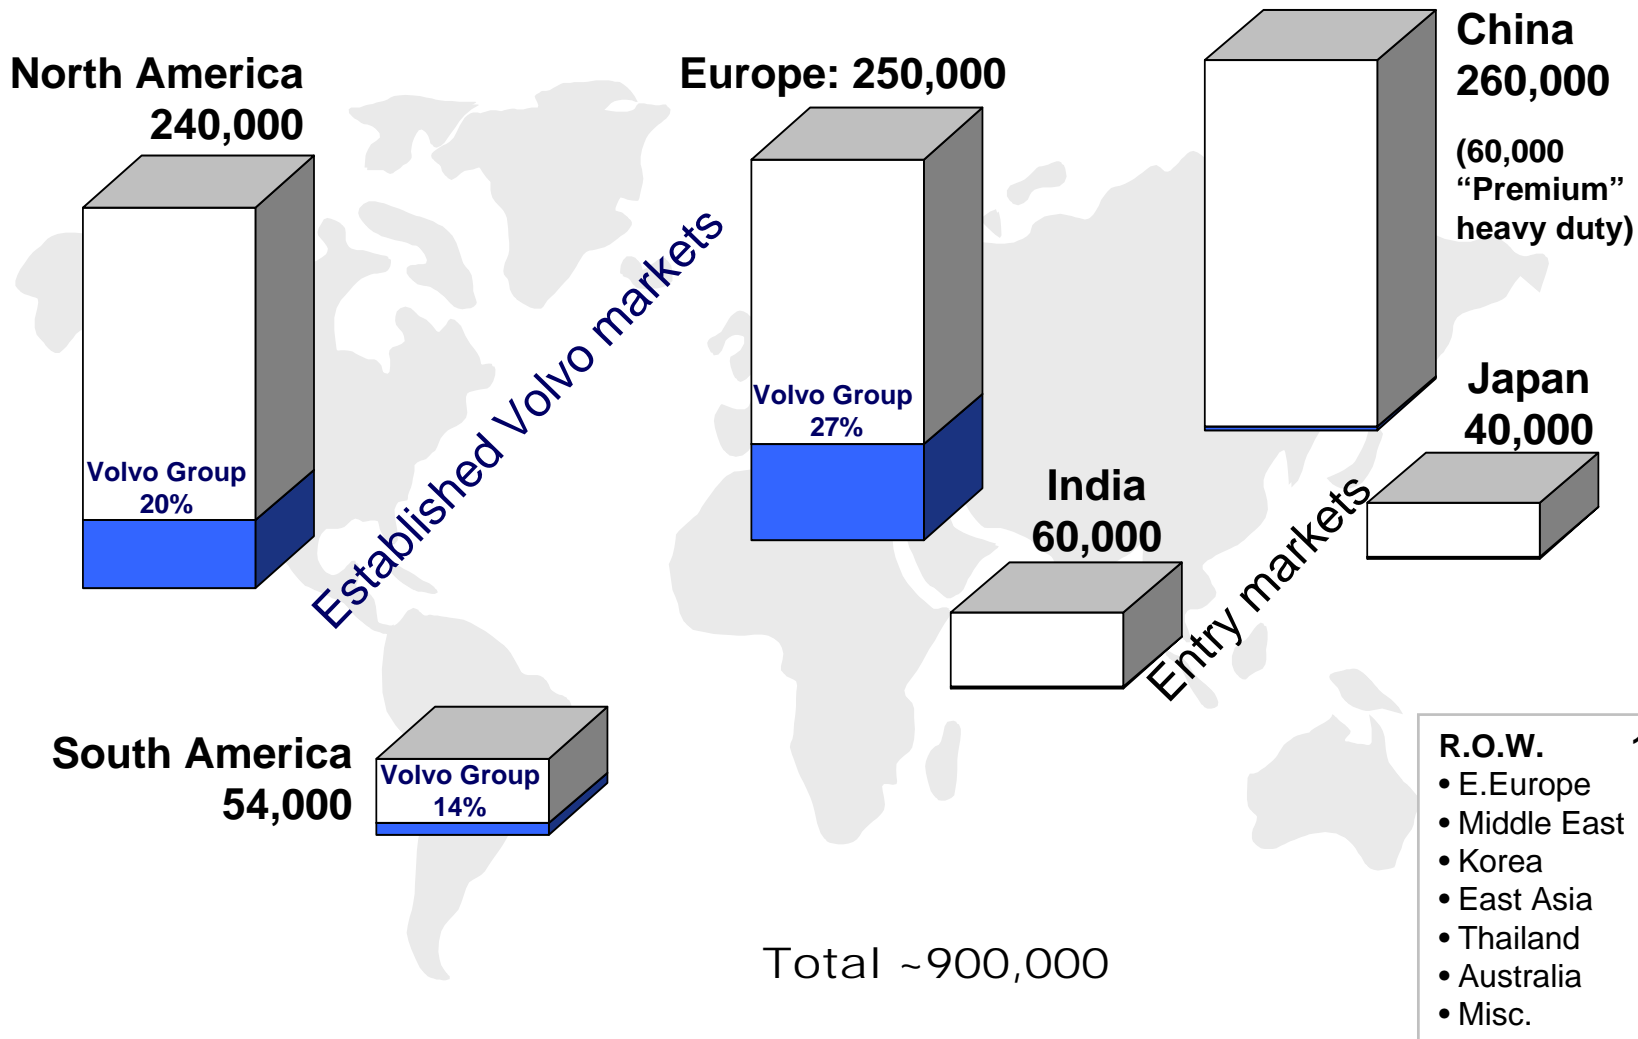 North America
240,000
Volvo Group
20%
Established Volvo markets
Europe: 250,000
Volvo Group
27%
China
260,000
(60,000
“Premium”
heavy duty)
Japan
40,000
India
60,000
Entry markets
South America
54,000
Volvo Group
14%
Total ~900,000
R.O.W.
• E.Europe
• Middle East
• Korea
• East Asia
• Thailand
• Australia
• Misc.